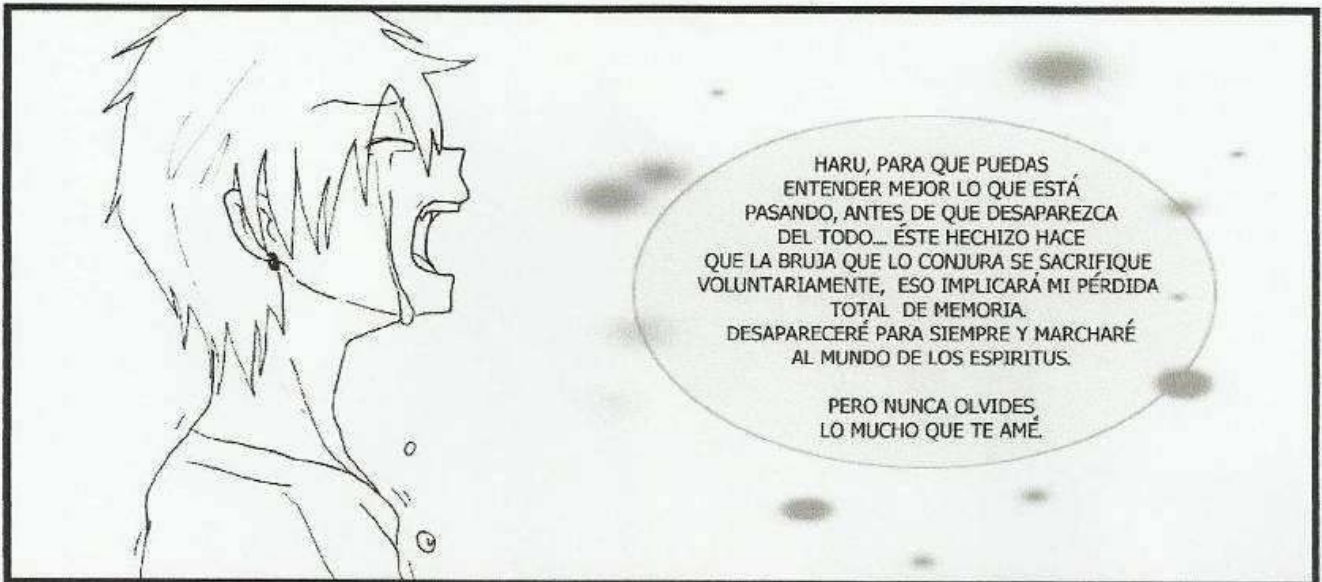 HARU, PARA QUE PUEDAS
ENTENDER MEJOR LO QUE ESTÁ
PASANDO, ANTES DE QUE DESAPAREZCA
DEL TODO... ÉSTE HECHIZO HACE
QUE LA BRUJA QUE LO CONJURA SE SACRIFIQUE
VOLUNTARIAMENTE, ESO IMPLICARÁ MI PÉRDIDA
TOTAL DE MEMORIA.
DESAPARECERÉ PARA SIEMPRE Y MARCHARÉ
AL MUNDO DE LOS ESPIRITUS.
PERO NUNCA OLVIDES
LO MUCHO QUE TE AMÉ.